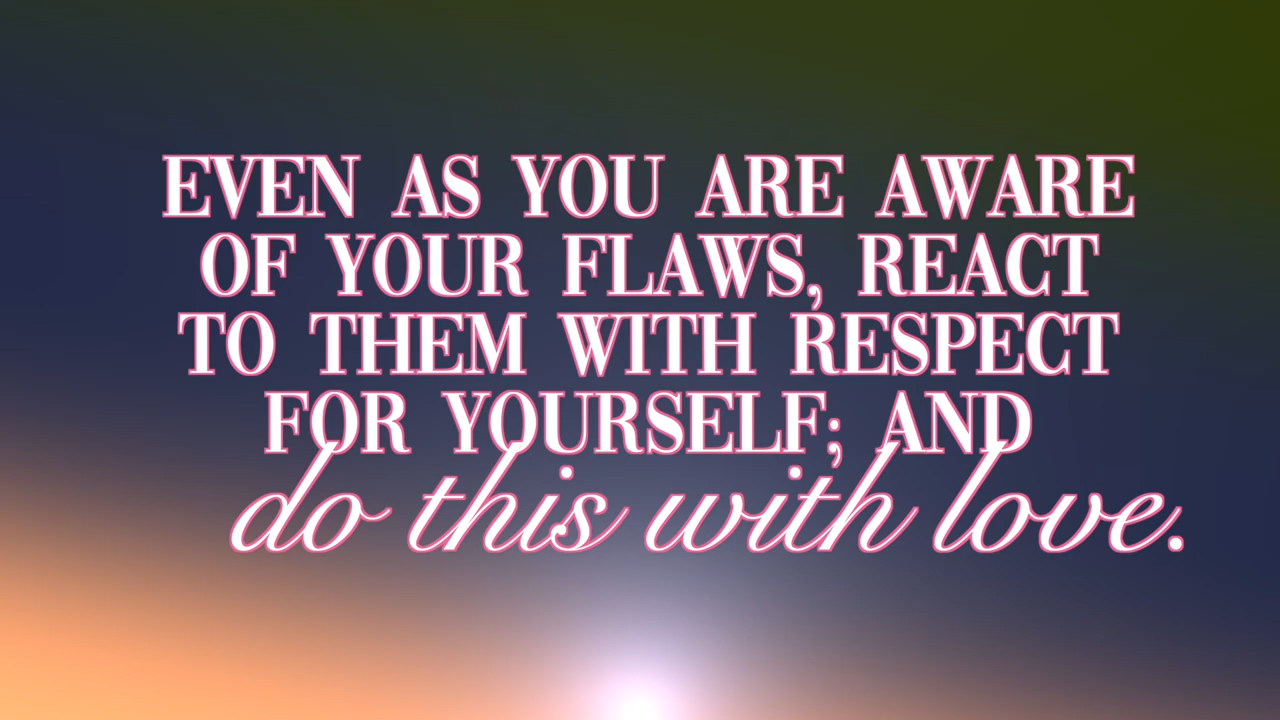 EVEN AS YOU ARE AWARE
OF YOUR FLAWS, REACT
TO THEM WITH RESPECT
FOR YOURSELF; AND
do this with love.